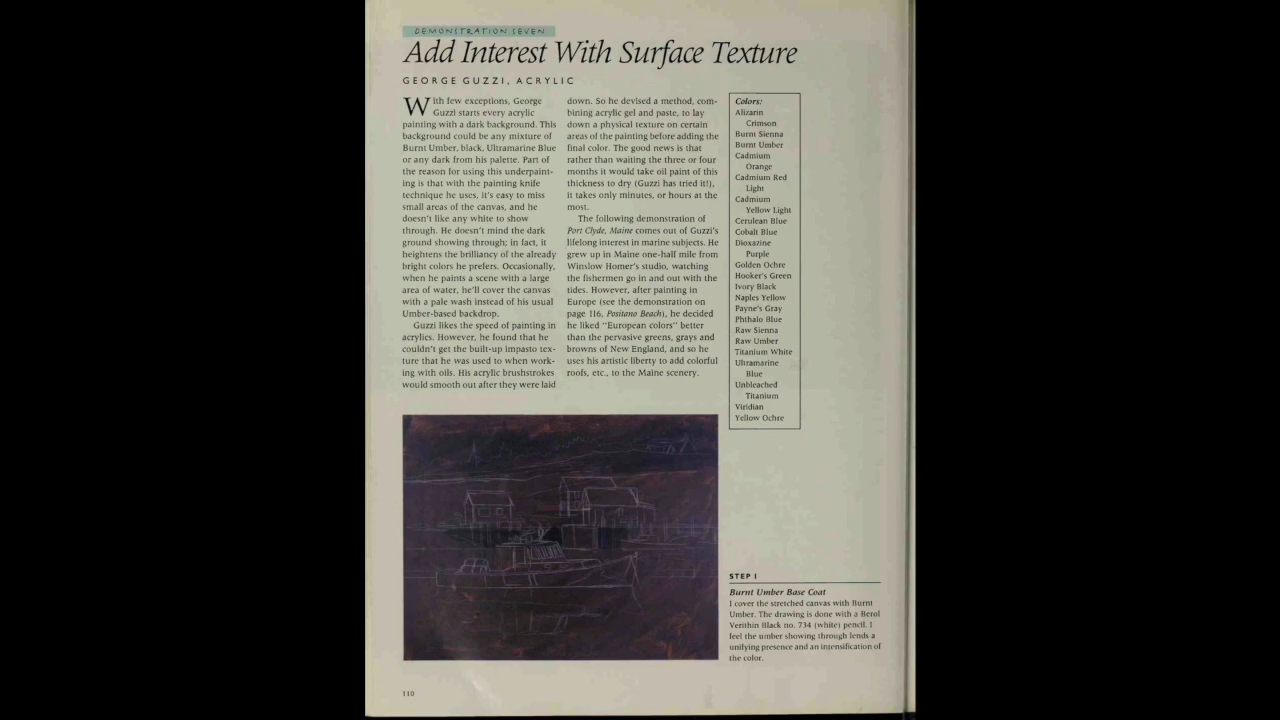 DEMONSTRATION SEVEN
Add Interest With Surface Texture
GEORGE GUZZI, ACRYLIC
With few exceptions, George
Guzzi starts every acrylic
painting with a dark background. This
background could be any mixture of
Burnt Umber, black, Ultramarine Blue
or any dark from his palette. Part of
the reason for using this underpaint-
ing is that with the painting knife
technique he uses, it's easy to miss
small areas of the canvas, and he
doesn't like any white to show
through. He doesn't mind the dark
ground showing through; in fact, it
heightens the brilliancy of the already
bright colors he prefers. Occasionally,
when he paints a scene with a large
area of water, he'll cover the canvas
with a pale wash instead of his usual
Umber-based backdrop.
Guzzi likes the speed of painting in
acrylics. However, he found that he
couldn't get the built-up impasto tex-
ture that he was used to when work-
ing with oils. His acrylic brushstrokes
would smooth out after they were laid
down. So he devised a method, com-
bining acrylic gel and paste, to lay
down a physical texture on certain
areas of the painting before adding the
final color. The good news is that
rather than waiting the three or four
months it would take oil paint of this
thickness to dry (Guzzi has tried it!),
it takes only minutes, or hours at the
most.
The following demonstration of
Port Clyde, Maine comes out of Guzzi's
lifelong interest in marine subjects. He
grew up in Maine one-half mile from
Winslow Homer's studio, watching
the fishermen go in and out with the
tides. However, after painting in
Europe (see the demonstration on
page 116, Positano Beach), he decided
he liked "European colors" better
than the pervasive greens, grays and
browns of New England, and so he
uses his artistic liberty to add colorful
roofs, etc., to the Maine scenery.
Colors:
Alizarin
Crimson
Burnt Sienna
Burnt Umber
Cadmium
Orange
Cadmium Red
Light
Cadmium
Yellow Light
Cerulean Blue
Cobalt Blue
Dioxazine
Purple
Golden Ochre
Hooker's Green
Ivory Black
Naples Yellow
Payne's Gray
Phthalo Blue
Raw Sienna
Raw Umber
Titanium White
Ultramarine
Blue
Unbleached
Titanium
Viridian
Yellow Ochre
STEP 1
Burnt Umber Base Coat
I cover the stretched canvas with Burnt
Umber. The drawing is done with a Berol
Verithin Black no. 734 (white) pencil. I
feel the umber showing through lends a
unifying presence and an intensification of
the color.
110